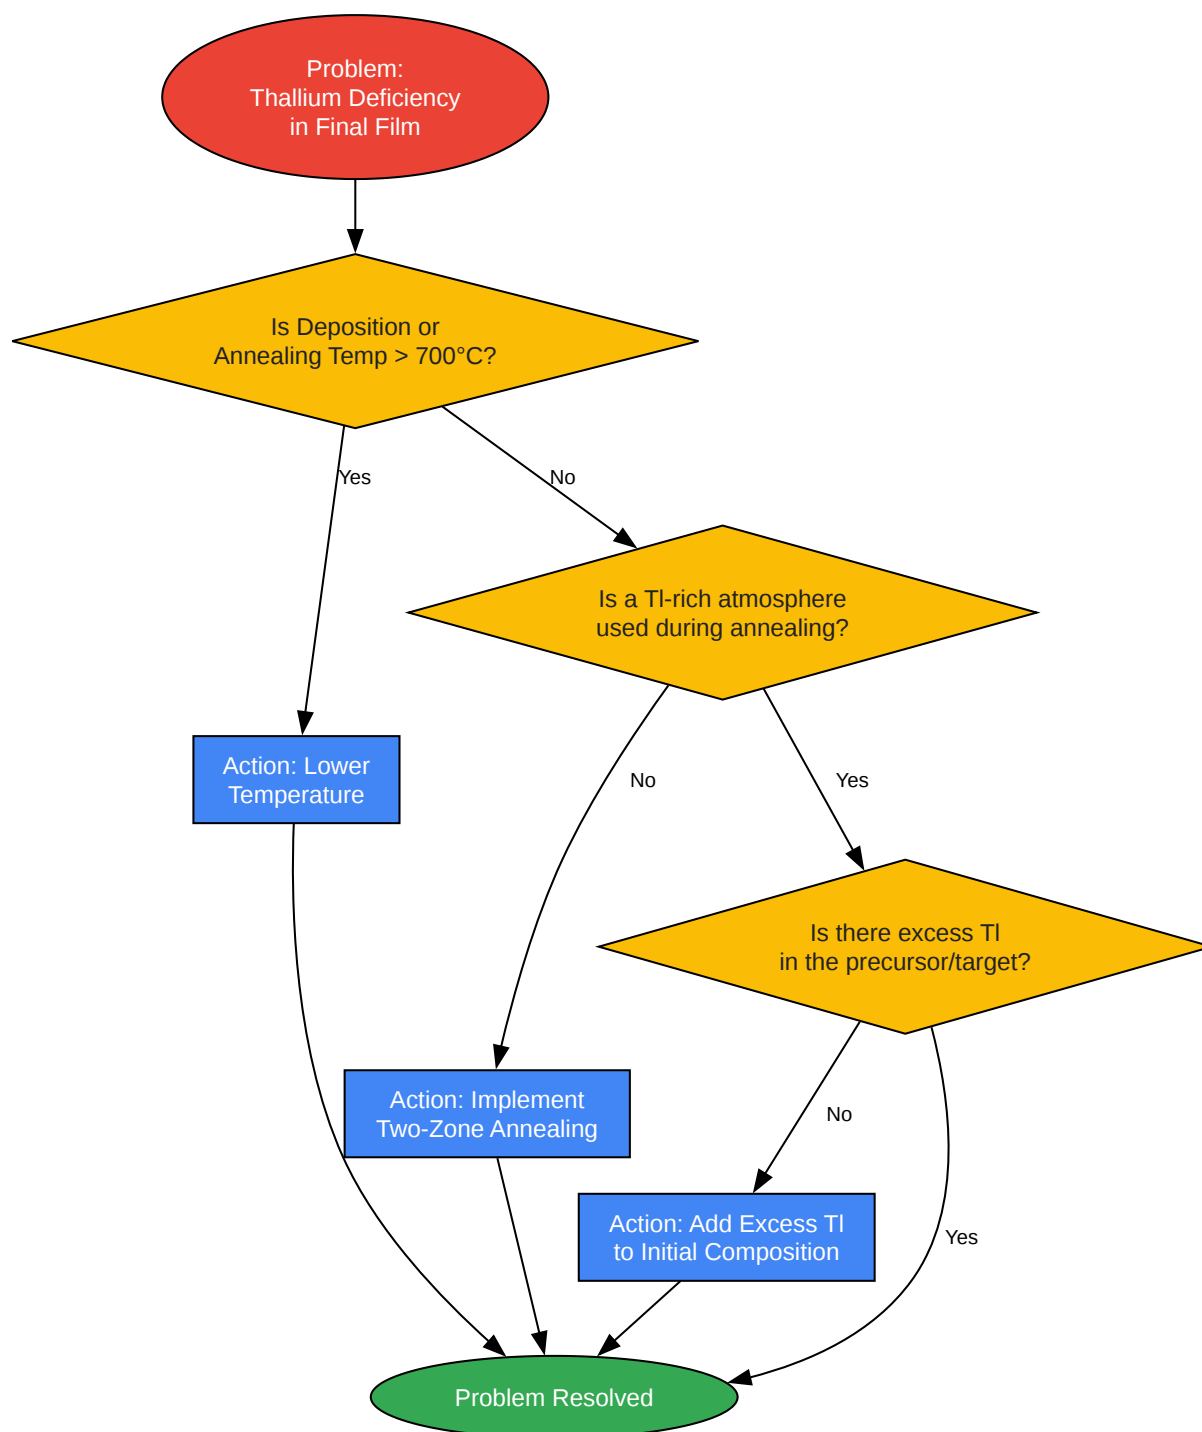 Problem:
Thallium Deficiency
in Final Film
Is Deposition or
Annealing Temp > 700°C?
Yes
No
Is a Tl-rich atmosphere
used during annealing?
Action: Lower
Temperature
No
Yes
Is there excess Tl
in the precursor/target?
Action: Implement
Two-Zone Annealing
No
Action: Add Excess Tl
to Initial Composition
Yes
Problem Resolved